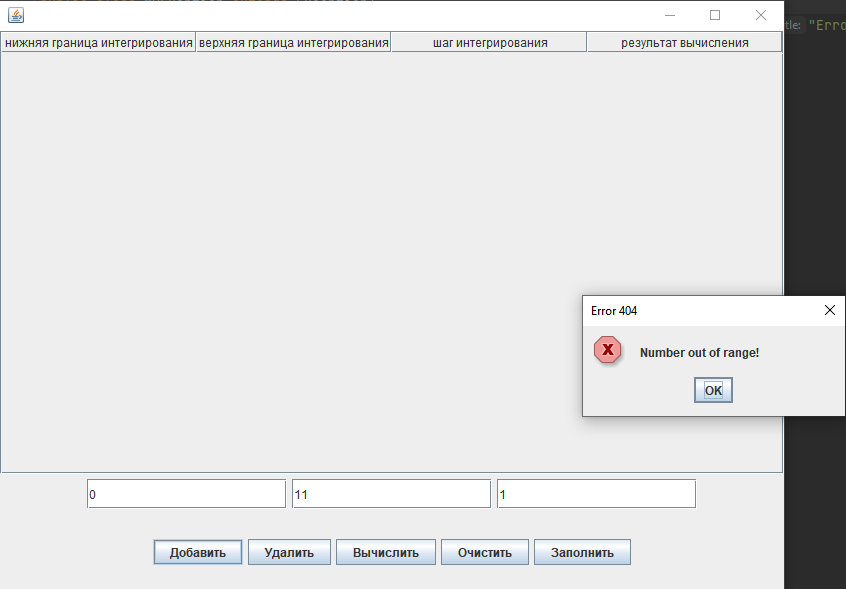 tle: "Erro
нижняя граница интегрирования верхняя граница интегрирования шаг интегрирования результат вычисления
Error 404
Number out of range!
OK
0 11 1
Добавить Удалить Вычислить Очистить Заполнить